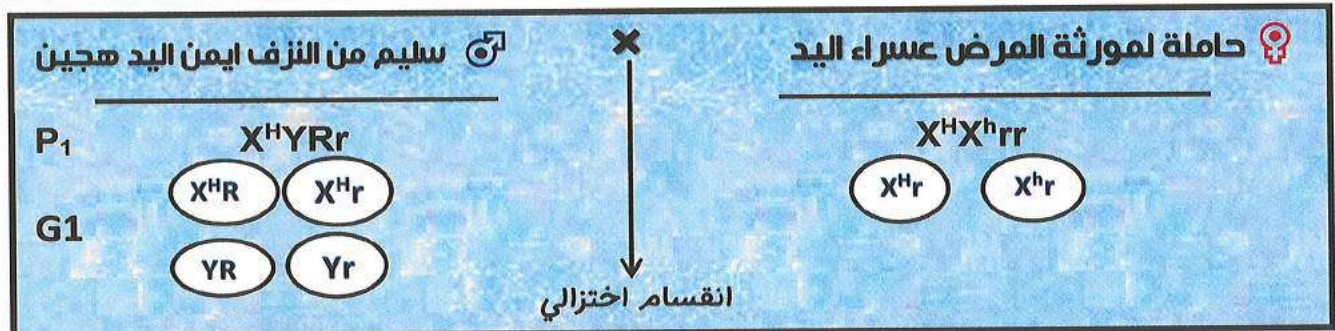 ♀ حاملة لمورثة المرض عسراء اليد × ♂ سليم من النزف ايمن اليد هجين
P₁ XᴴYRr XᴴXʰrr
XᴴR Xᴴr Xᴴr Xʰr
G1
YR Yr
انقسام اختزالي